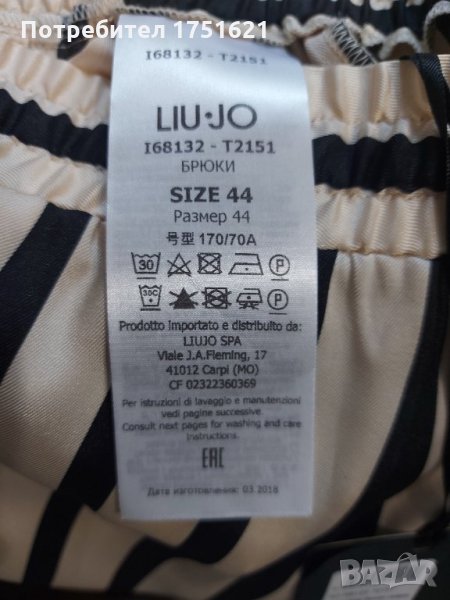 Потребител 1751621
I68132 - T2151
LIU·JO
I68132 - T2151
БРЮКИ
SIZE 44
Размер 44
号型 170/70A
30 P
30C P
Prodotto importato e distribuito da:
LIUJO SPA
Viale J.A.Fleming, 17
41012 Carpi (MO)
CF 02322360369
Per istruzioni di lavaggio e manutenzioni
vedi pagine successive.
Consult next pages for washing and care
instructions.
EAC
Дата изготовления: 03.2018
BAZAR